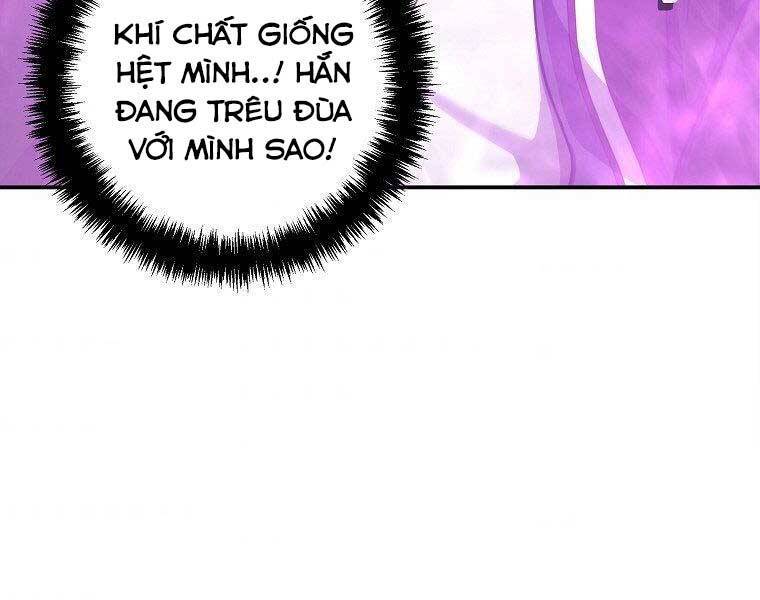 KHÍ CHẤT GIỐNG
HỆT MÌNH..! HẮN
ĐANG TRÊU ĐÙA
VỚI MÌNH SAO!